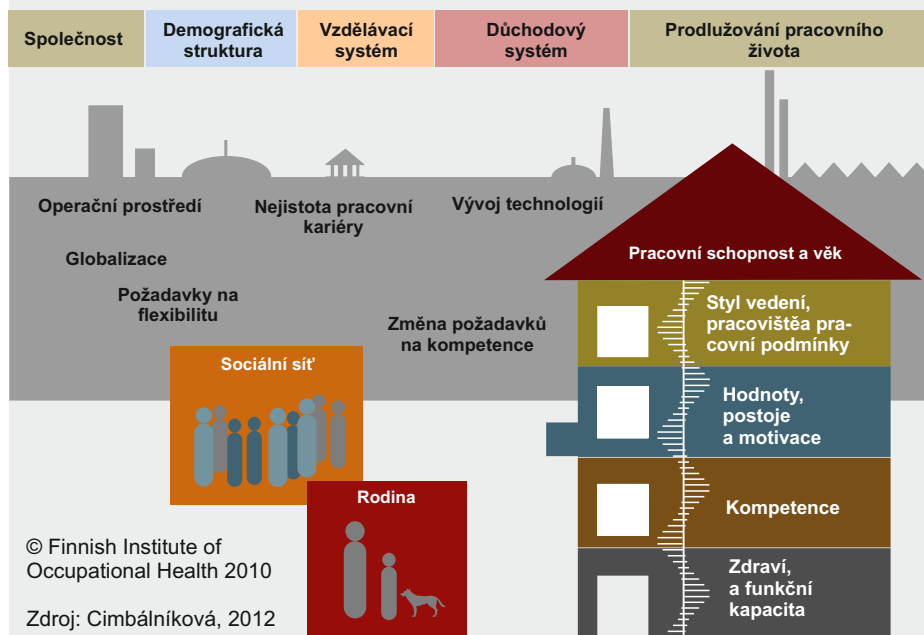 Společnost
Demografická
struktura
Vzdělávací
systém
Důchodový
systém
Prodlužování pracovního
života
Operační prostředí
Nejistota pracovní
kariéry
Vývoj technologií
Globalizace
Požadavky na
flexibilitu
Změna požadavků
na kompetence
Pracovní schopnost a věk
Styl vedení,
pracovištěa pra-
covní podmínky
Hodnoty,
postoje
a motivace
Kompetence
Zdraví,
a funkční
kapacita
Sociální síť
Rodina
© Finnish Institute of
Occupational Health 2010
Zdroj: Cimbálníková, 2012